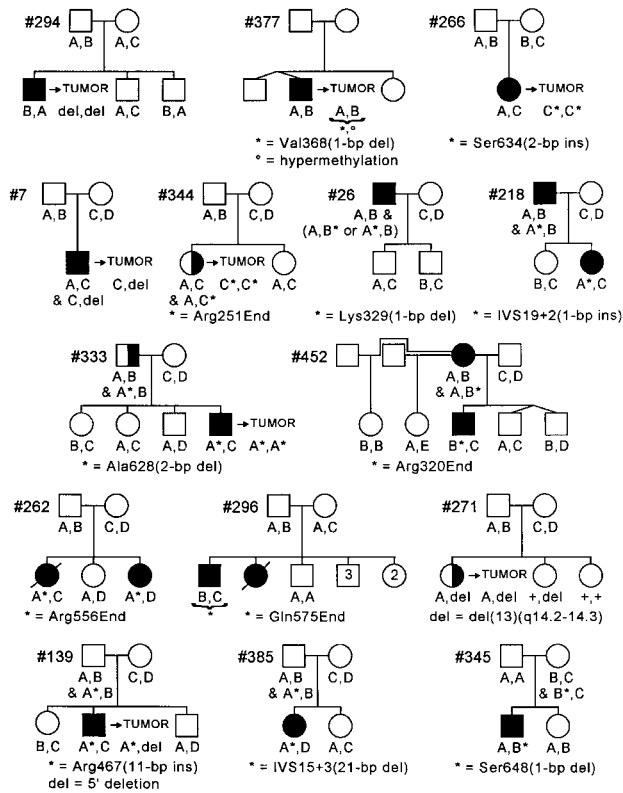 #294
A,B A,C
→TUMOR
B,A del,del A,C B,A
#377
→TUMOR
A,B A,B
*,°
* = Val368(1-bp del)
° = hypermethylation
#266
A,B B,C
→TUMOR
A,C C*,C*
* = Ser634(2-bp ins)
#7
A,B C,D
→TUMOR
A,C C,del
& C,del
#344
A,B C,D
→TUMOR
A,C C*,C* A,C
& A,C*
* = Arg251End
#26
A,B & C,D
(A,B* or A*,B)
A,C B,C
* = Lys329(1-bp del)
#218
A,B C,D
& A*,B
B,C A*,C
* = IVS19+2(1-bp ins)
#333
A,B C,D
& A*,B
→TUMOR
B,C A,C A,D A*,C A*,A*
* = Ala628(2-bp del)
#452
A,B C,D
& A,B*
B,B A,E B*,C A,C B,D
* = Arg320End
#262
A,B C,D
A*,C A,D A*,D
* = Arg556End
#296
A,B A,C
3 2
B,C A,A
*
* = Gln575End
#271
A,B C,D
→TUMOR
A,del A,del +,del +,+
del = del(13)(q14.2-14.3)
#139
A,B C,D
& A*,B
→TUMOR
B,C A*,C A*,del A,D
* = Arg467(11-bp ins)
del = 5' deletion
#385
A,B C,D
& A*,B
A*,D A,C
* = IVS15+3(21-bp del)
#345
A,A B,C
& B*,C
A,B* A,B
* = Ser648(1-bp del)